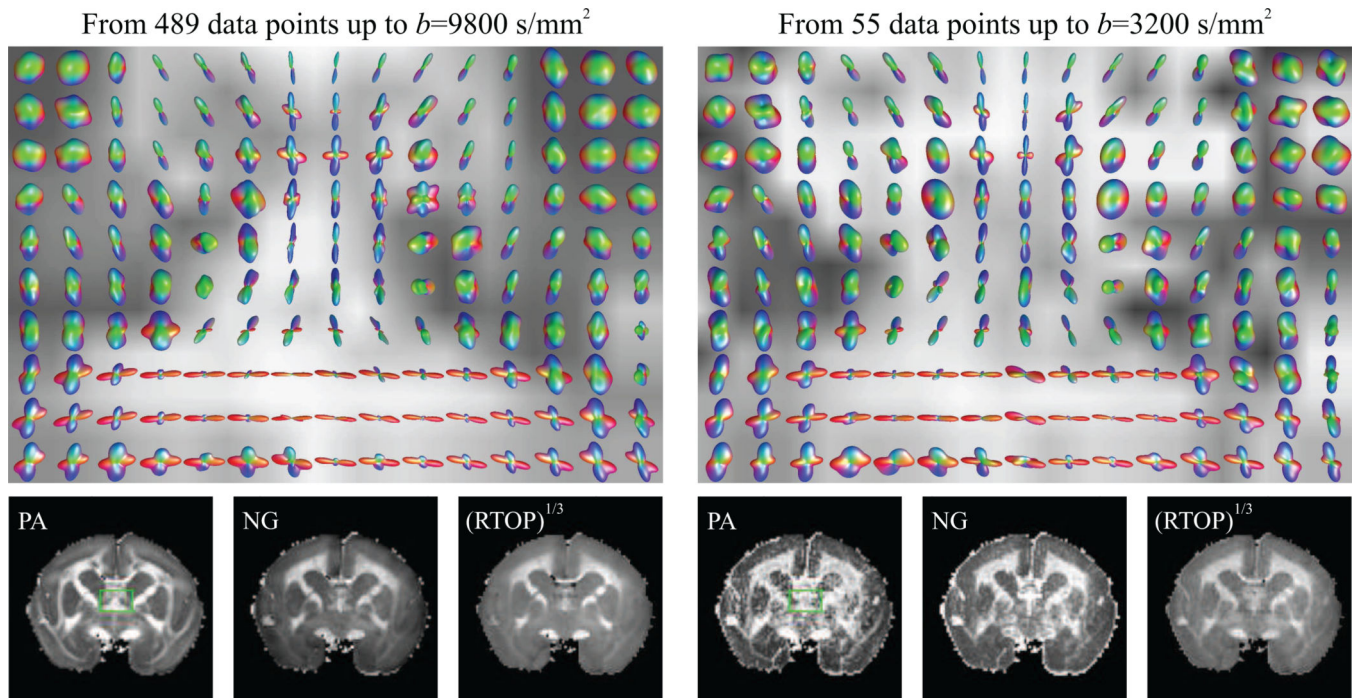 From 489 data points up to b=9800 s/mm²
From 55 data points up to b=3200 s/mm²
PA
NG
(RTOP)^{1/3}
PA
NG
(RTOP)^{1/3}